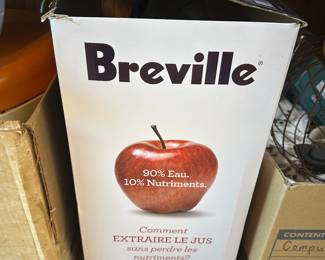 Breville®
90% Eau.
10% Nutriments.
Comment
EXTRAIRE LE JUS
sans perdre les
nutriments?
CONTENT
Compu